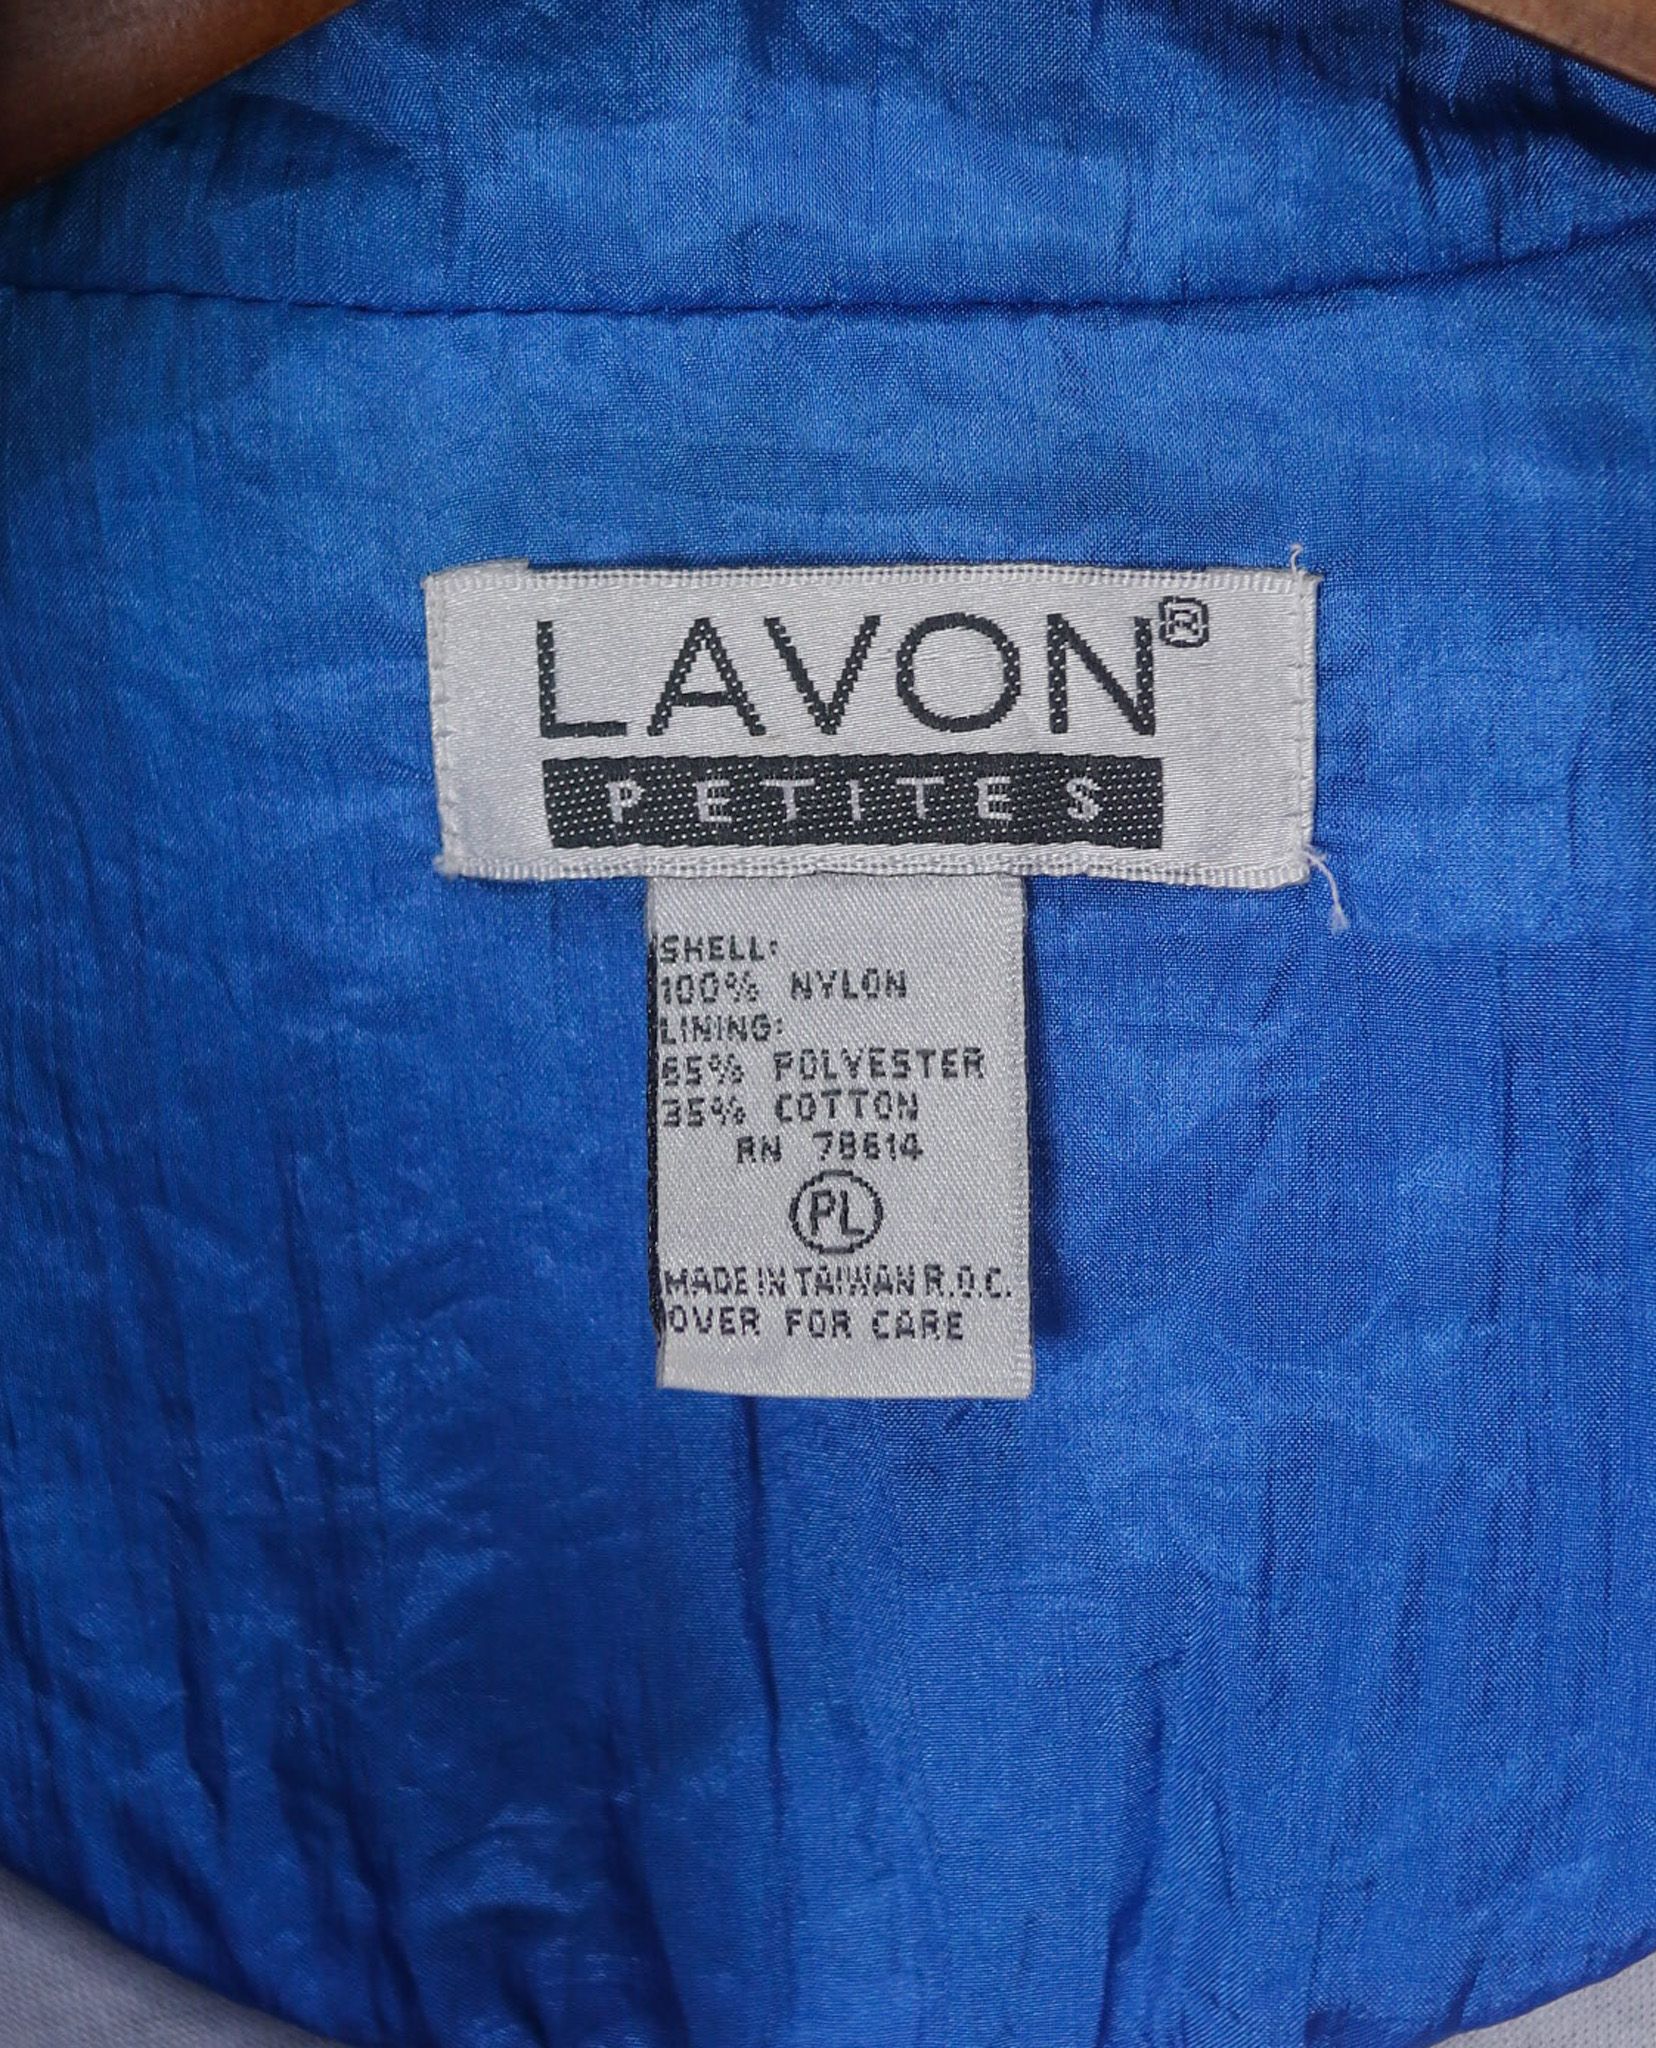 LAVON®
PETITES
SHELL:
100% NYLON
LINING:
65% POLYESTER
35% COTTON
RN 78614
PL
MADE IN TAIWAN R.O.C.
OVER FOR CARE